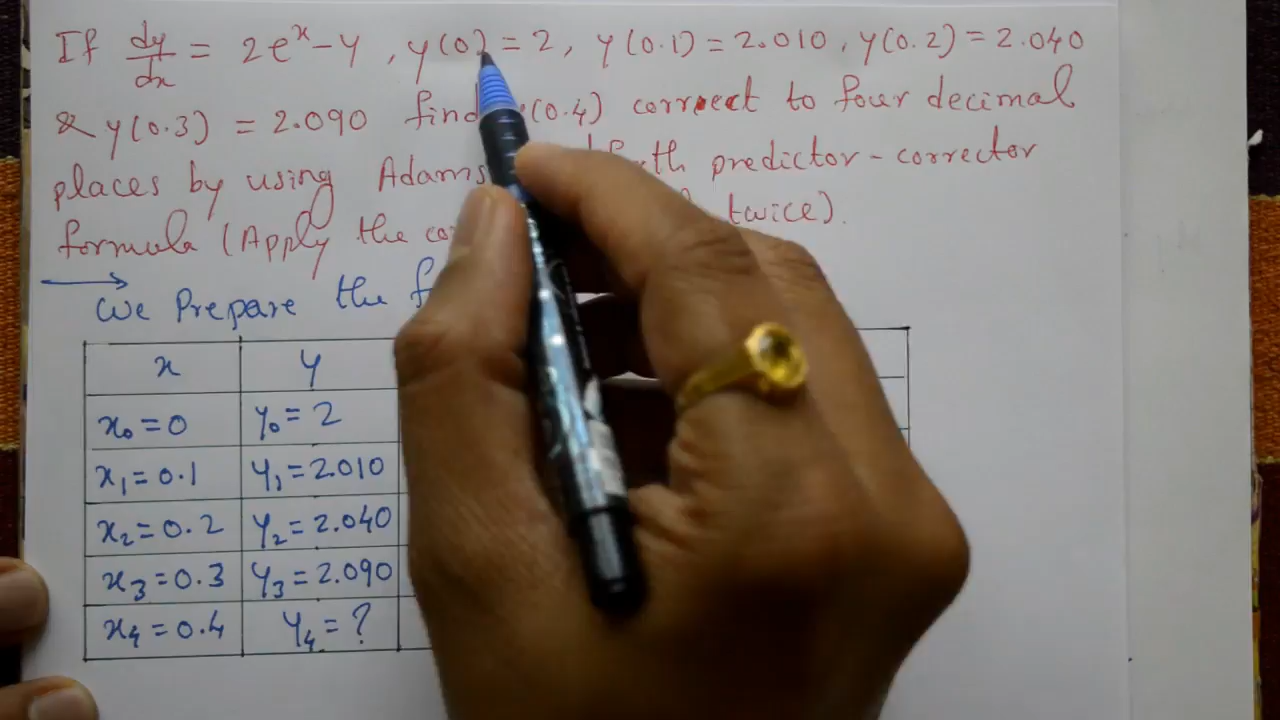 If dy/dx = 2e^x - y , y(0) = 2, y(0.1) = 2.010, y(0.2) = 2.040
& y(0.3) = 2.090 find (0.4) correct to four decimal
places by using Adams predictor-corrector
formula (Apply the twice).
We Prepare the
x y
x₀ = 0 y₀ = 2
x₁ = 0.1 y₁ = 2.010
x₂ = 0.2 y₂ = 2.040
x₃ = 0.3 y₃ = 2.090
x₄ = 0.4 y₄ = ?